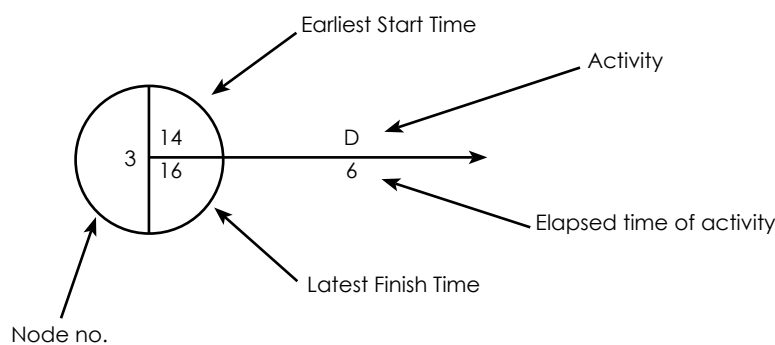 Earliest Start Time
Activity
14
D
3
16
6
Elapsed time of activity
Latest Finish Time
Node no.